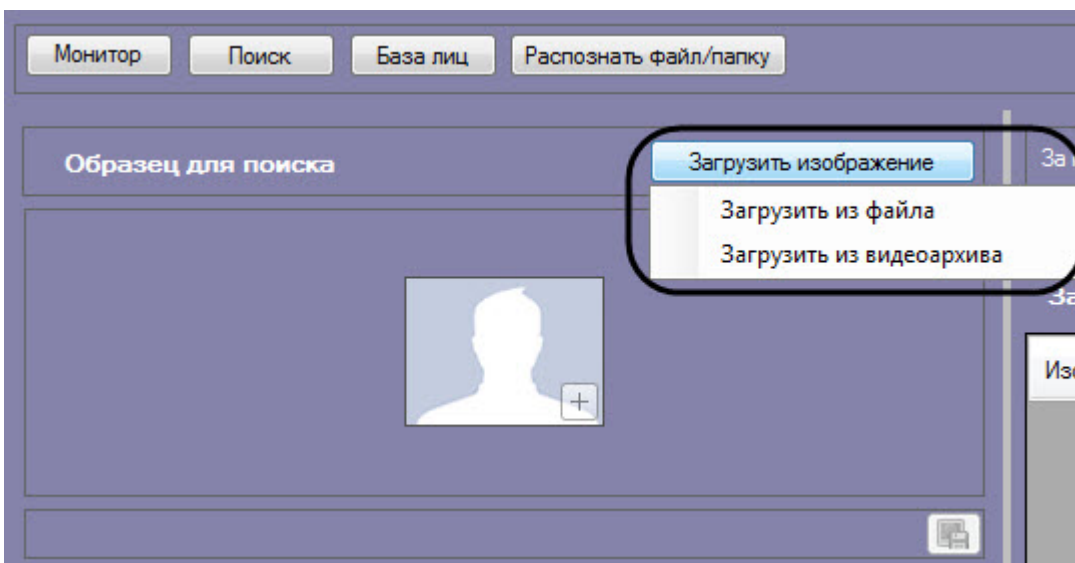 Монитор Поиск База лиц Распознать файл/папку
Образец для поиска Загрузить изображение
Загрузить из файла
Загрузить из видеоархива